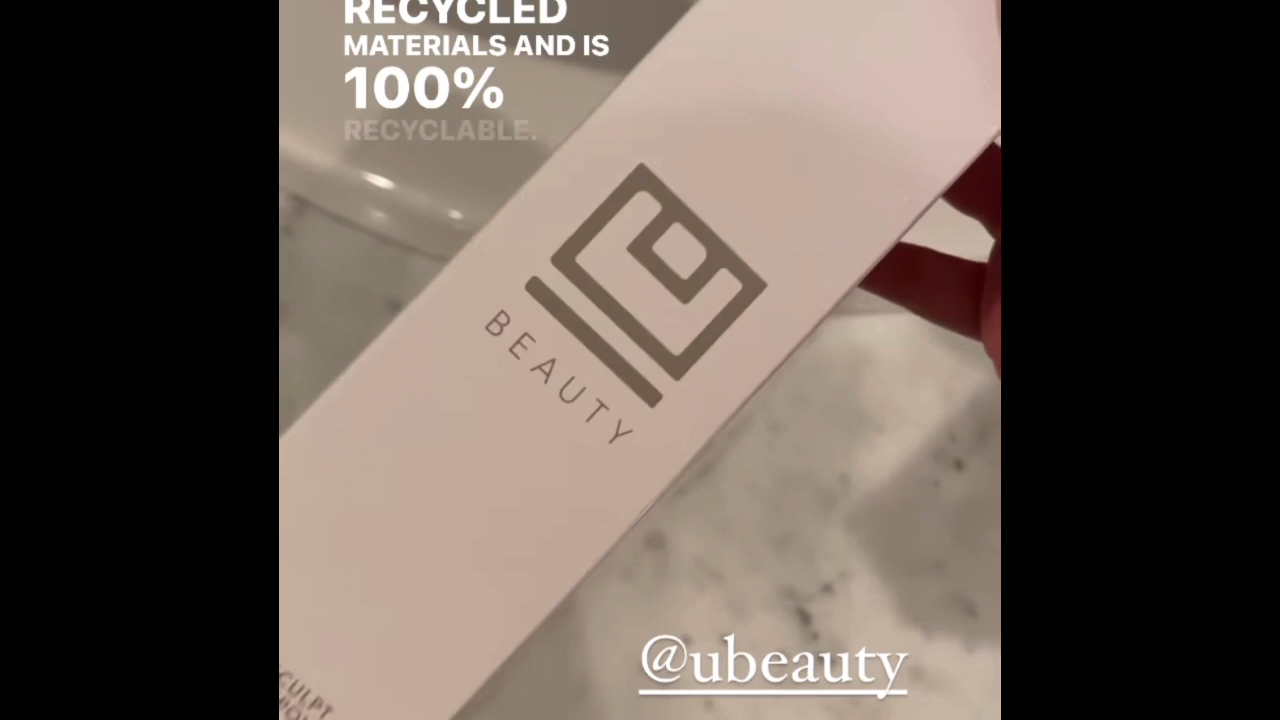 RECYCLED
MATERIALS AND IS
100%
RECYCLABLE.
BEAUTY
@ubeauty